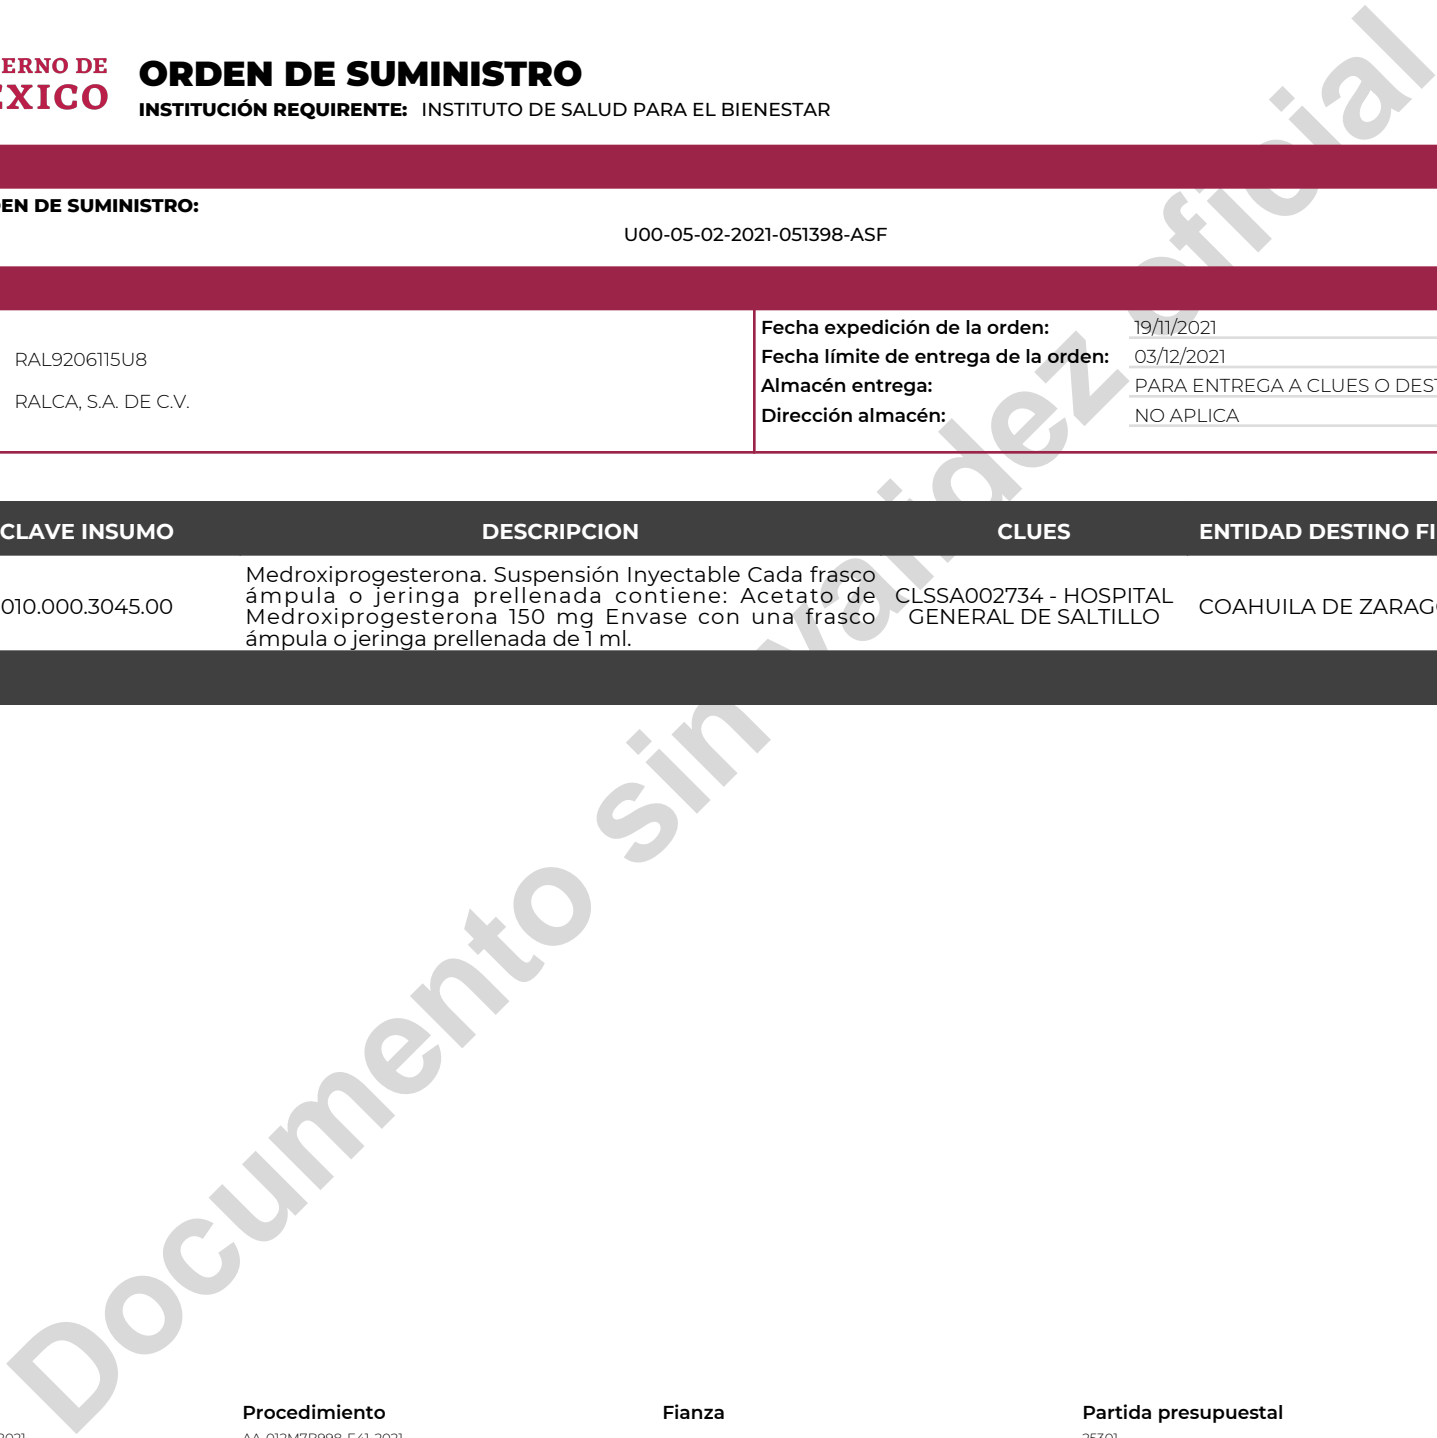 ERNO DE
EXICO
ORDEN DE SUMINISTRO
INSTITUCIÓN REQUIRENTE: INSTITUTO DE SALUD PARA EL BIENESTAR
EN DE SUMINISTRO:
U00-05-02-2021-051398-ASF
RAL9206115U8
RALCA, S.A. DE C.V.
Fecha expedición de la orden: 19/11/2021
Fecha límite de entrega de la orden: 03/12/2021
Almacén entrega: PARA ENTREGA A CLUES O DES
Dirección almacén: NO APLICA
CLAVE INSUMO DESCRIPCION CLUES ENTIDAD DESTINO FI
010.000.3045.00
Medroxiprogesterona. Suspensión Inyectable Cada frasco
ámpula o jeringa prellenada contiene: Acetato de
Medroxiprogesterona 150 mg Envase con una frasco
ámpula o jeringa prellenada de 1 ml.
CLSSA002734 - HOSPITAL
GENERAL DE SALTILLO
COAHUILA DE ZARAG
Documento sin validez oficial
Procedimiento Fianza Partida presupuestal